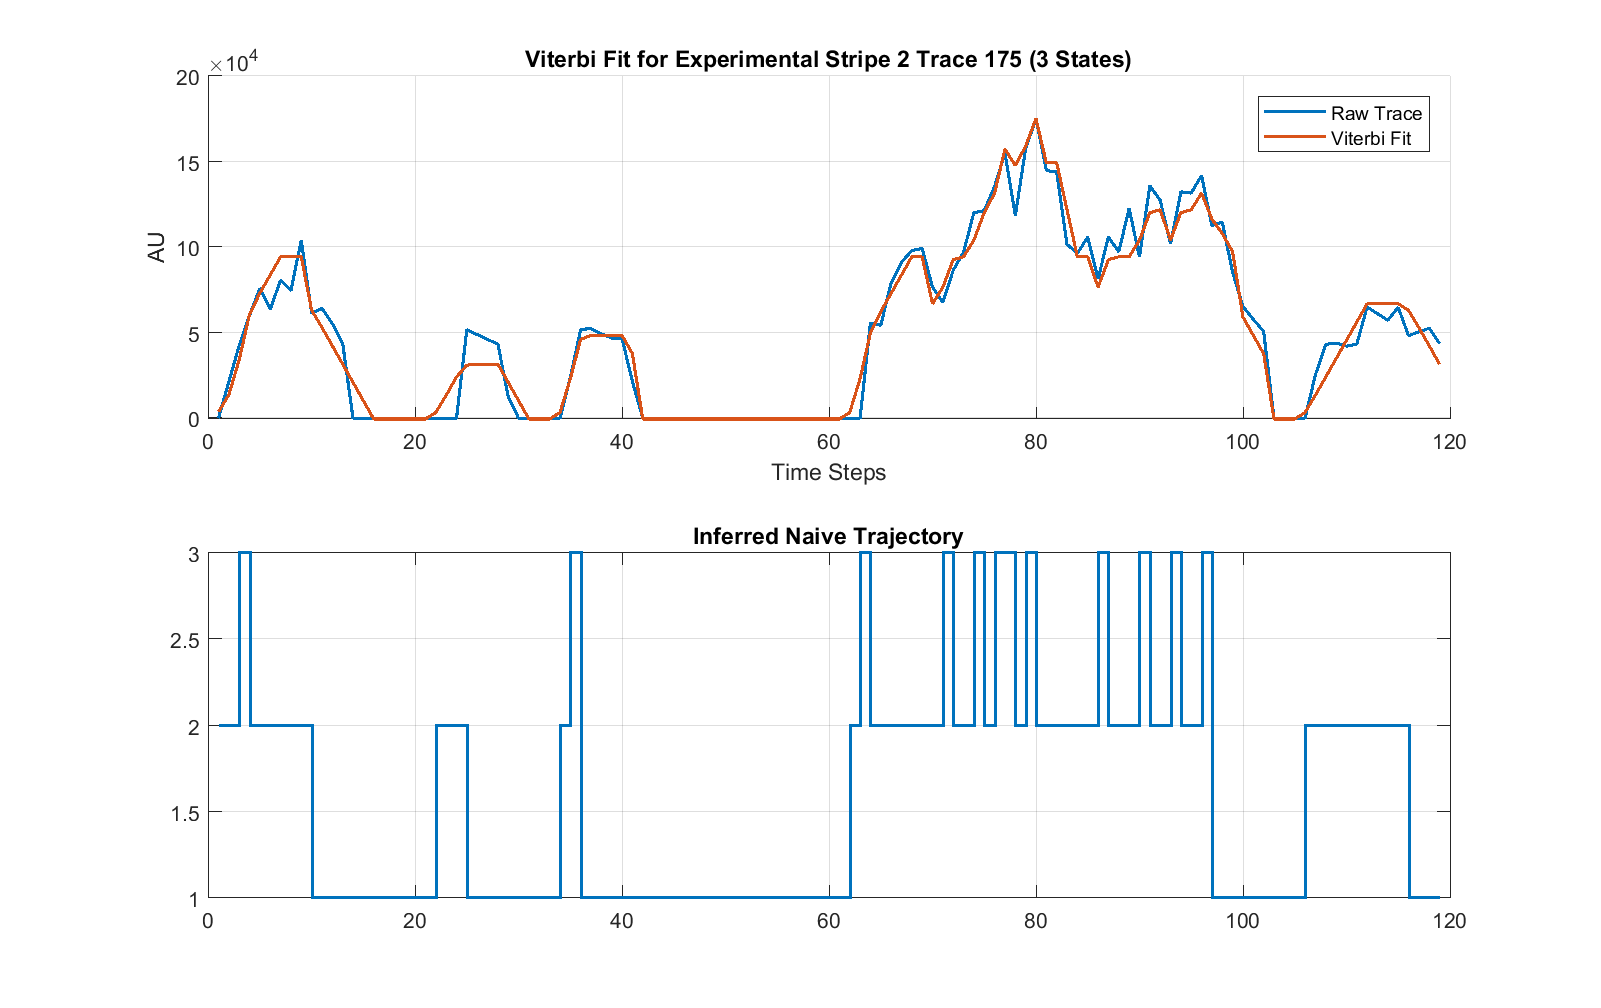 Viterbi Fit for Experimental Stripe 2 Trace 175 (3 States)
×10^4
20
15
10
5
0
AU
Raw Trace
Viterbi Fit
0 20 40 60 80 100 120
Time Steps
Inferred Naive Trajectory
3
2.5
2
1.5
1
0 20 40 60 80 100 120